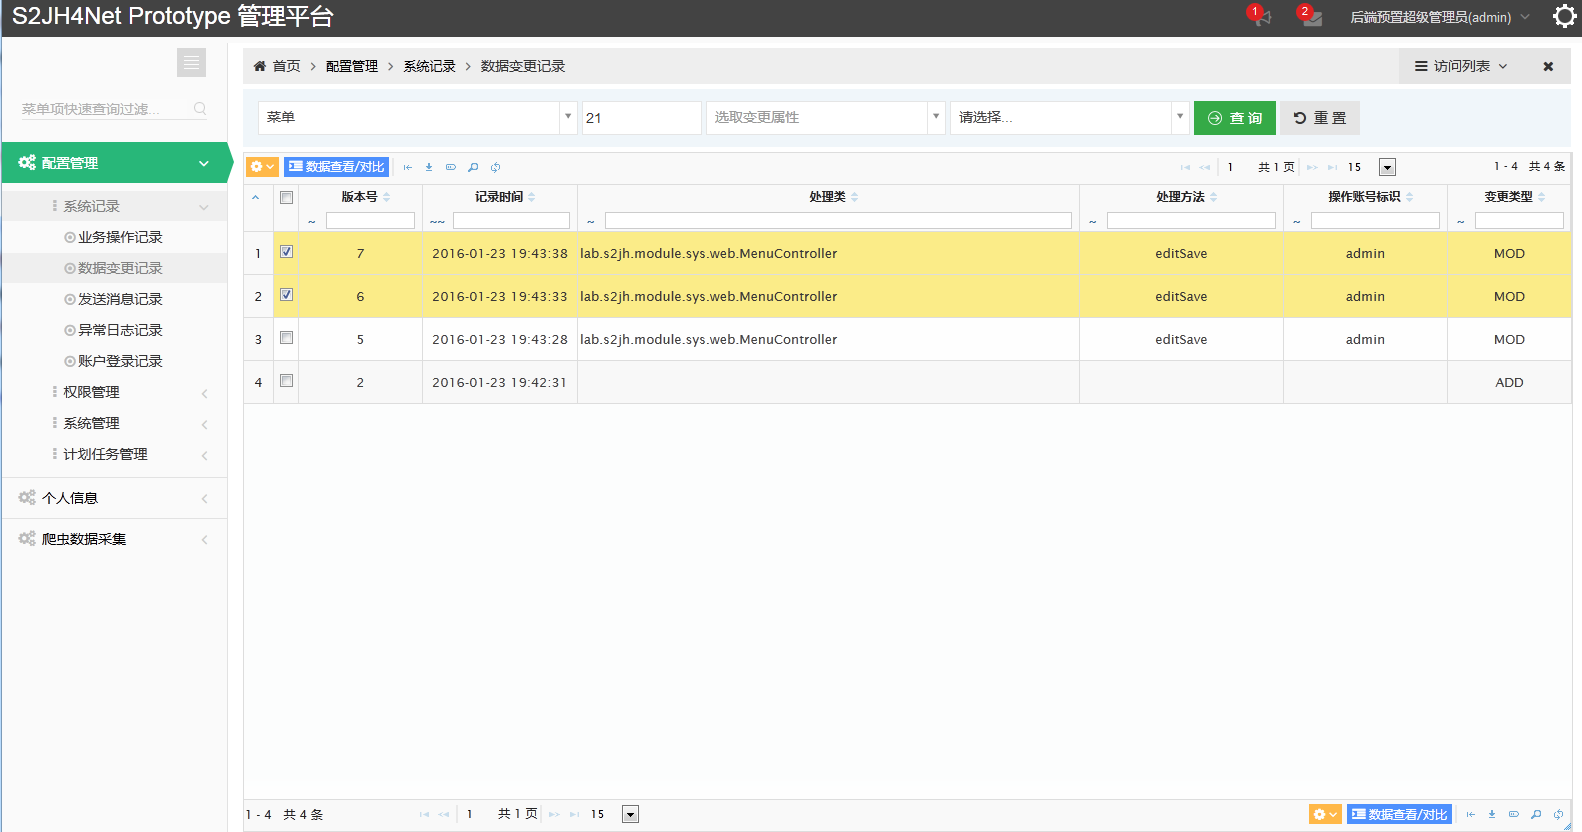 S2JH4Net Prototype 管理平台
1
2
后端预置超级管理员(admin)
首页 > 配置管理 > 系统记录 > 数据变更记录
访问列表
菜单项快速查询过滤...
菜单
21
选取变更属性
请选择...
查 询
重 置
配置管理
系统记录
业务操作记录
数据变更记录
发送消息记录
异常日志记录
账户登录记录
权限管理
系统管理
计划任务管理
个人信息
爬虫数据采集
数据查看/对比
1 共 1 页 15
1 - 4 共 4 条
版本号 记录时间 处理类 处理方法 操作账号标识 变更类型
~ ~~ ~ ~ ~ ~
1 7 2016-01-23 19:43:38 lab.s2jh.module.sys.web.MenuController editSave admin MOD
2 6 2016-01-23 19:43:33 lab.s2jh.module.sys.web.MenuController editSave admin MOD
3 5 2016-01-23 19:43:28 lab.s2jh.module.sys.web.MenuController editSave admin MOD
4 2 2016-01-23 19:42:31 ADD
1 - 4 共 4 条
1 共 1 页 15
数据查看/对比